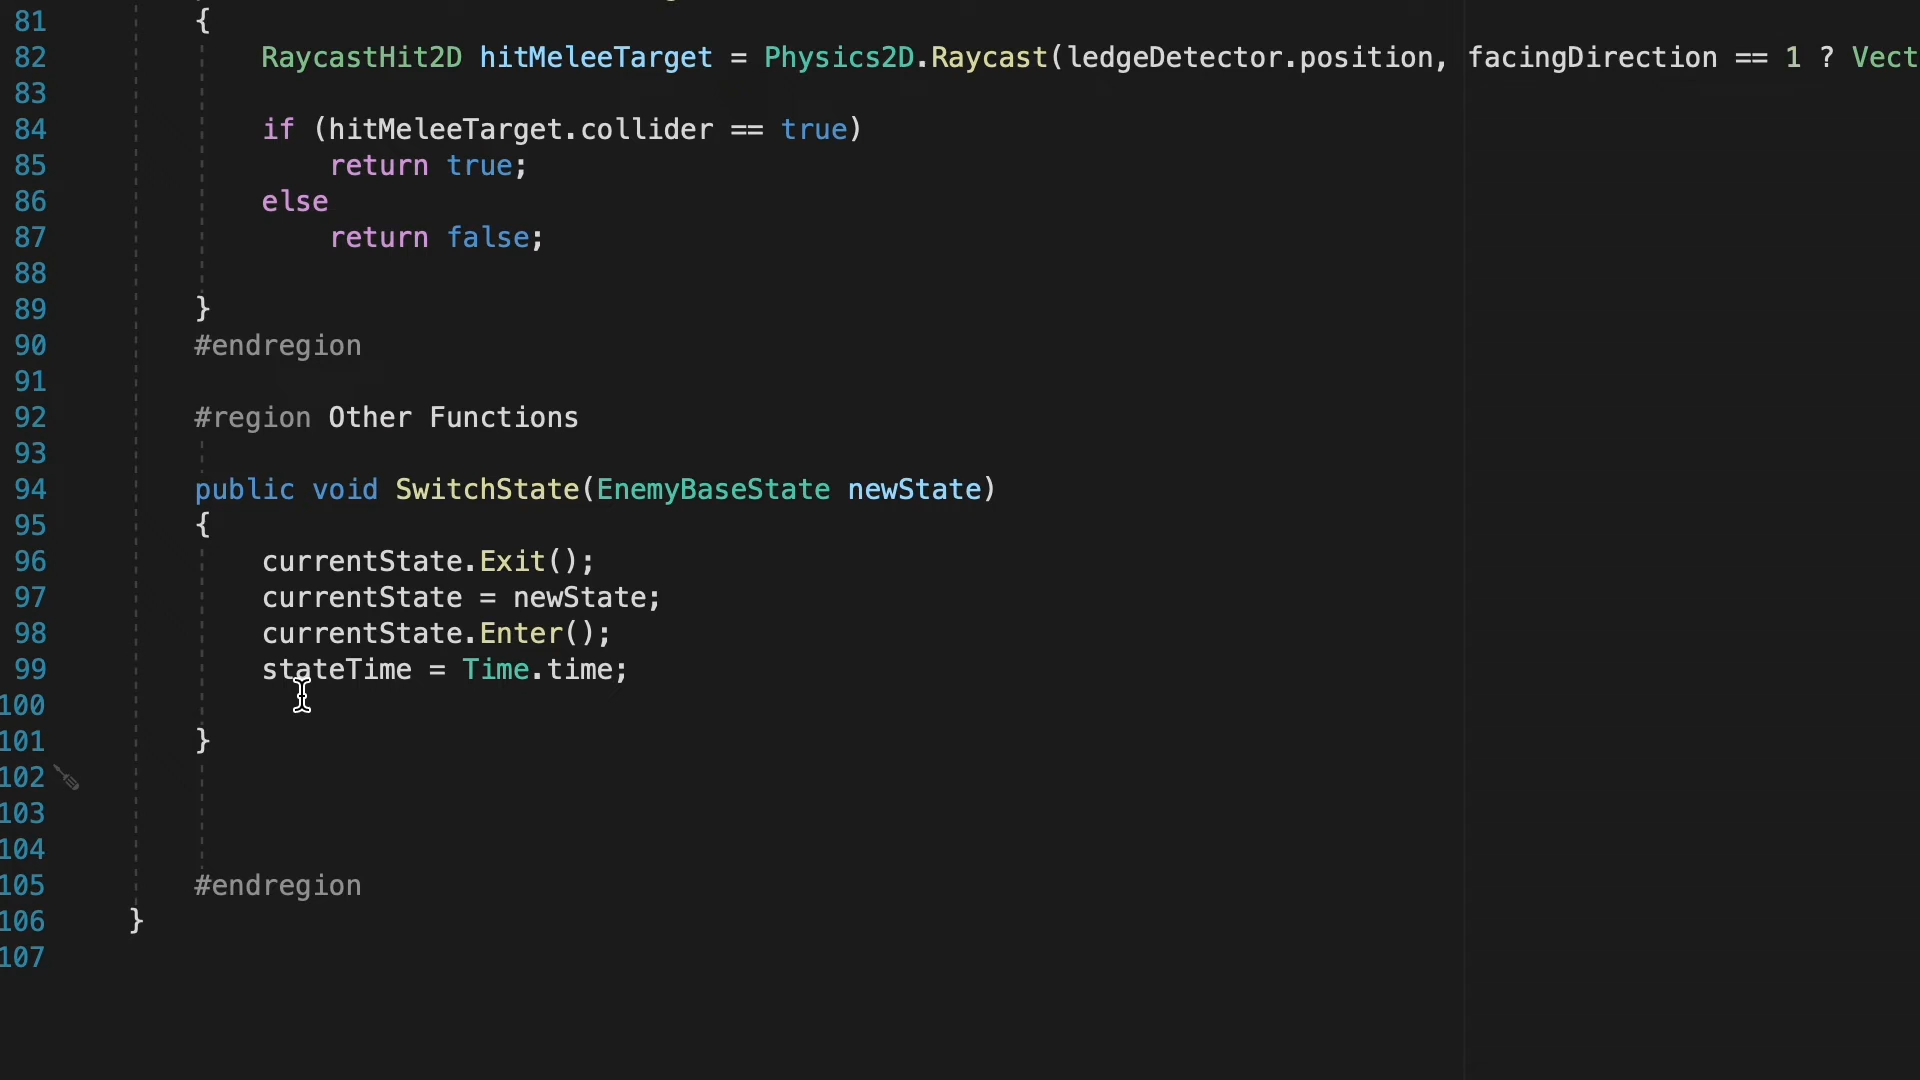 81 {
82 RaycastHit2D hitMeleeTarget = Physics2D.Raycast(ledgeDetector.position, facingDirection == 1 ? Vect
83
84 if (hitMeleeTarget.collider == true)
85 return true;
86 else
87 return false;
88
89 }
90 #endregion
91
92 #region Other Functions
93
94 public void SwitchState(EnemyBaseState newState)
95 {
96 currentState.Exit();
97 currentState = newState;
98 currentState.Enter();
99 stateTime = Time.time;
100
101 }
102
103
104
105 #endregion
106 }
107